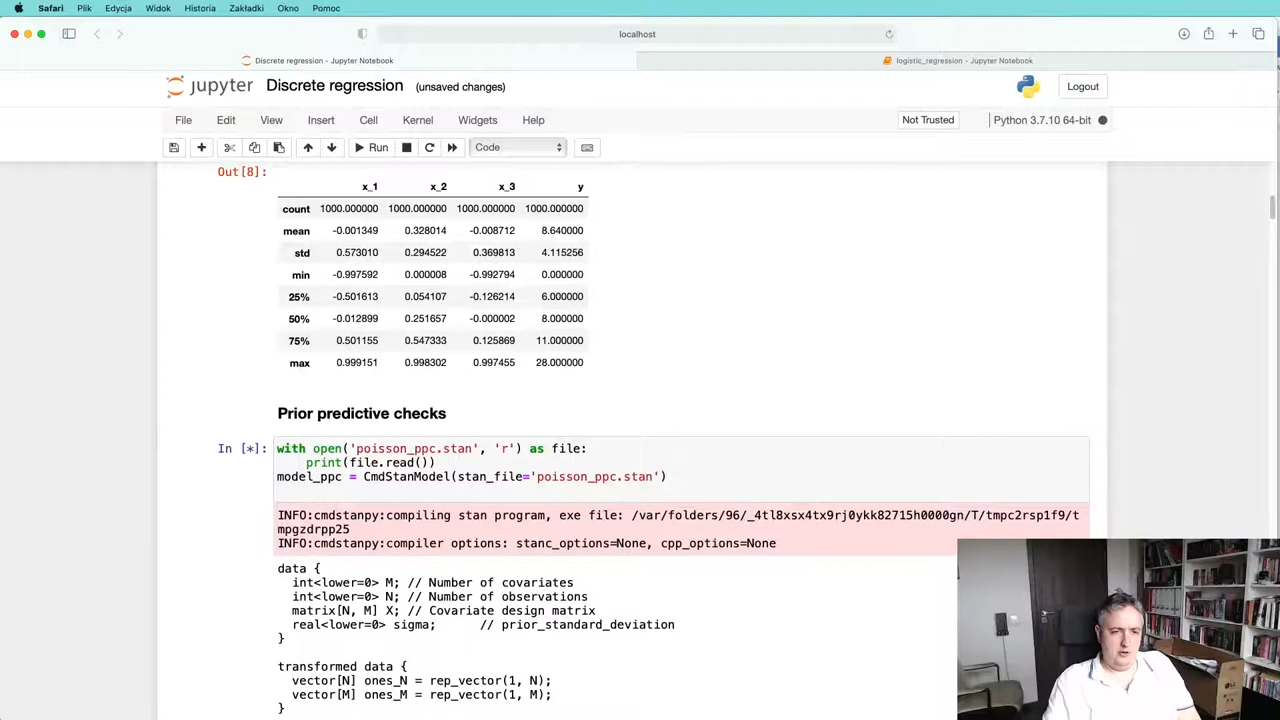 Safari Plik Edycja Widok Historia Zakładki Okno Pomoc
localhost
Discrete regression - Jupyter Notebook
logistic_regression - Jupyter Notebook
jupyter Discrete regression (unsaved changes)
Logout
File Edit View Insert Cell Kernel Widgets Help
Not Trusted
Python 3.7.10 64-bit
Run
Code
Out[8]:
x_1 x_2 x_3 y
count 1000.000000 1000.000000 1000.000000 1000.000000
mean -0.001349 0.328014 -0.008712 8.640000
std 0.573010 0.294522 0.369813 4.115256
min -0.997592 0.000008 -0.992794 0.000000
25% -0.501613 0.054107 -0.126214 6.000000
50% -0.012899 0.251657 -0.000002 8.000000
75% 0.501155 0.547333 0.125869 11.000000
max 0.999151 0.998302 0.997455 28.000000
Prior predictive checks
In [*]: with open('poisson_ppc.stan', 'r') as file:
print(file.read())
model_ppc = CmdStanModel(stan_file='poisson_ppc.stan')
INFO:cmdstanpy:compiling stan program, exe file: /var/folders/96/_4tl8xsx4tx9rj0ykk82715h0000gn/T/tmpc2rsp1f9/t
mpgzdrpp25
INFO:cmdstanpy:compiler options: stanc_options=None, cpp_options=None
data {
int<lower=0> M; // Number of covariates
int<lower=0> N; // Number of observations
matrix[N, M] X; // Covariate design matrix
real<lower=0> sigma; // prior_standard_deviation
}
transformed data {
vector[N] ones_N = rep_vector(1, N);
vector[M] ones_M = rep_vector(1, M);
}